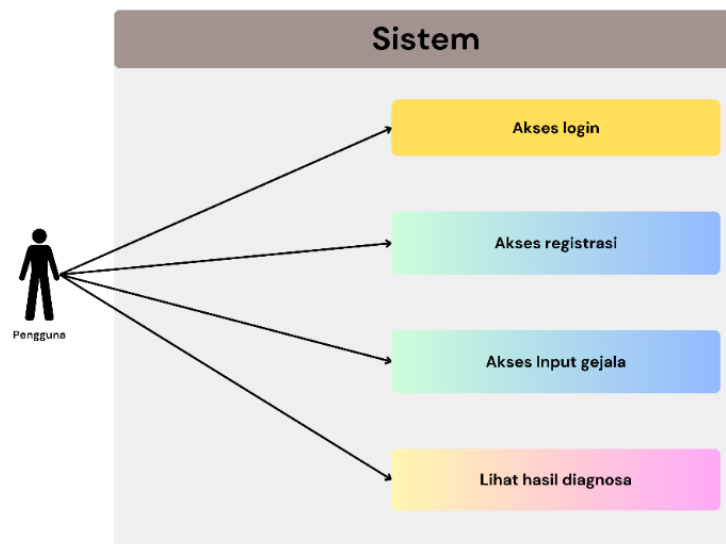 Sistem
Akses login
Akses registrasi
Pengguna
Akses Input gejala
Lihat hasil diagnosa